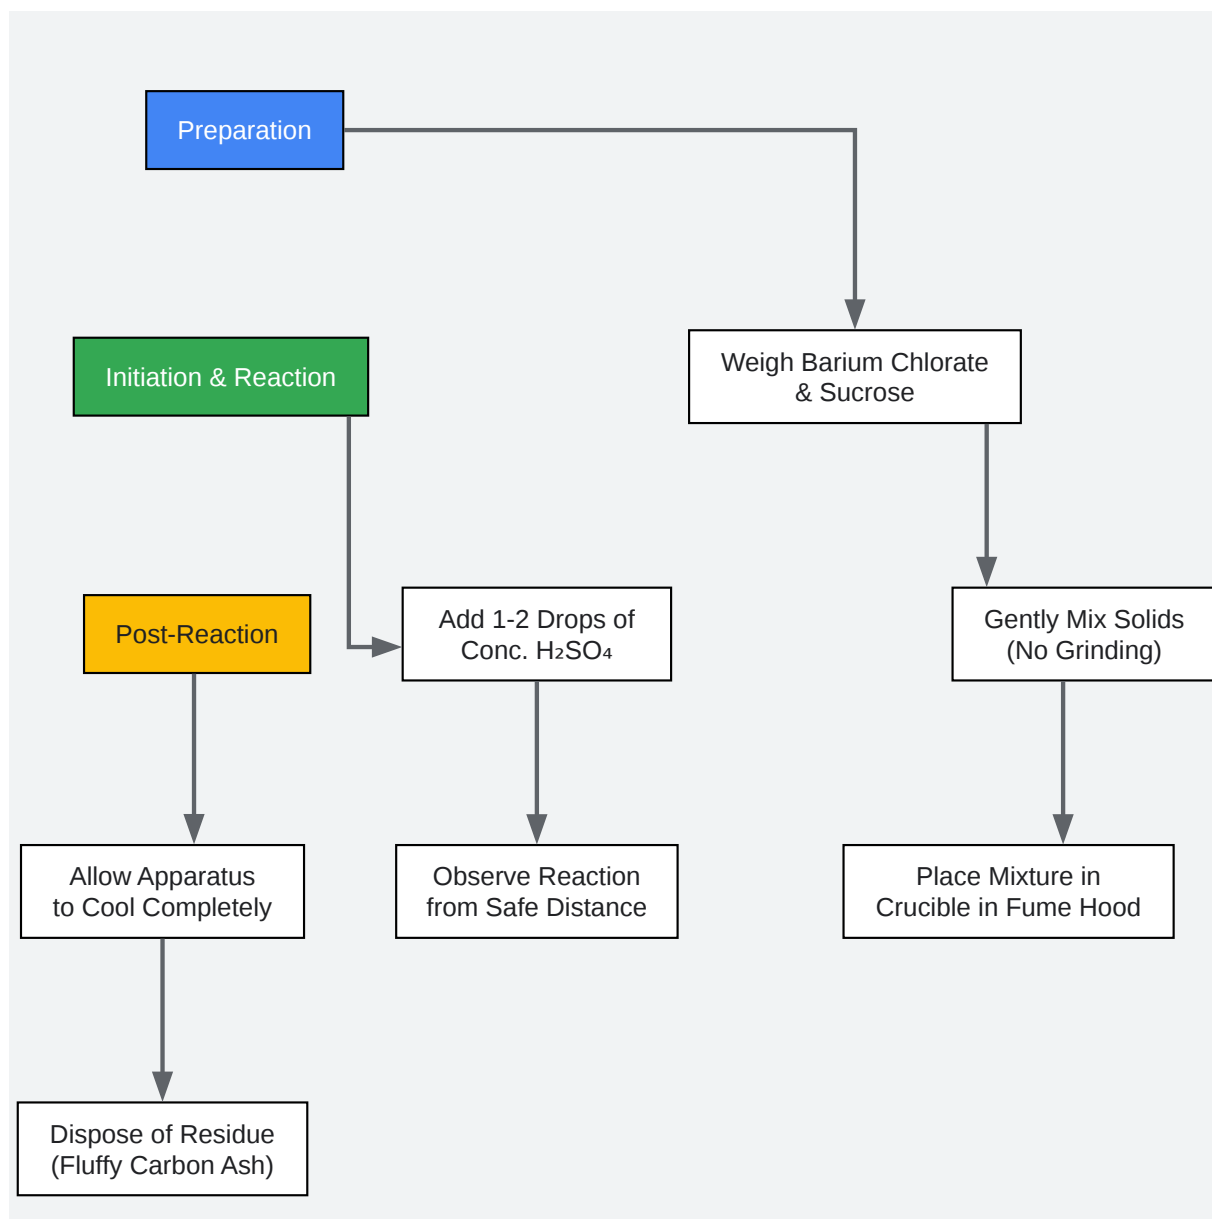 Preparation
Initiation & Reaction
Weigh Barium Chlorate
& Sucrose
Post-Reaction
Add 1-2 Drops of
Conc. H₂SO₄
Gently Mix Solids
(No Grinding)
Allow Apparatus
to Cool Completely
Observe Reaction
from Safe Distance
Place Mixture in
Crucible in Fume Hood
Dispose of Residue
(Fluffy Carbon Ash)